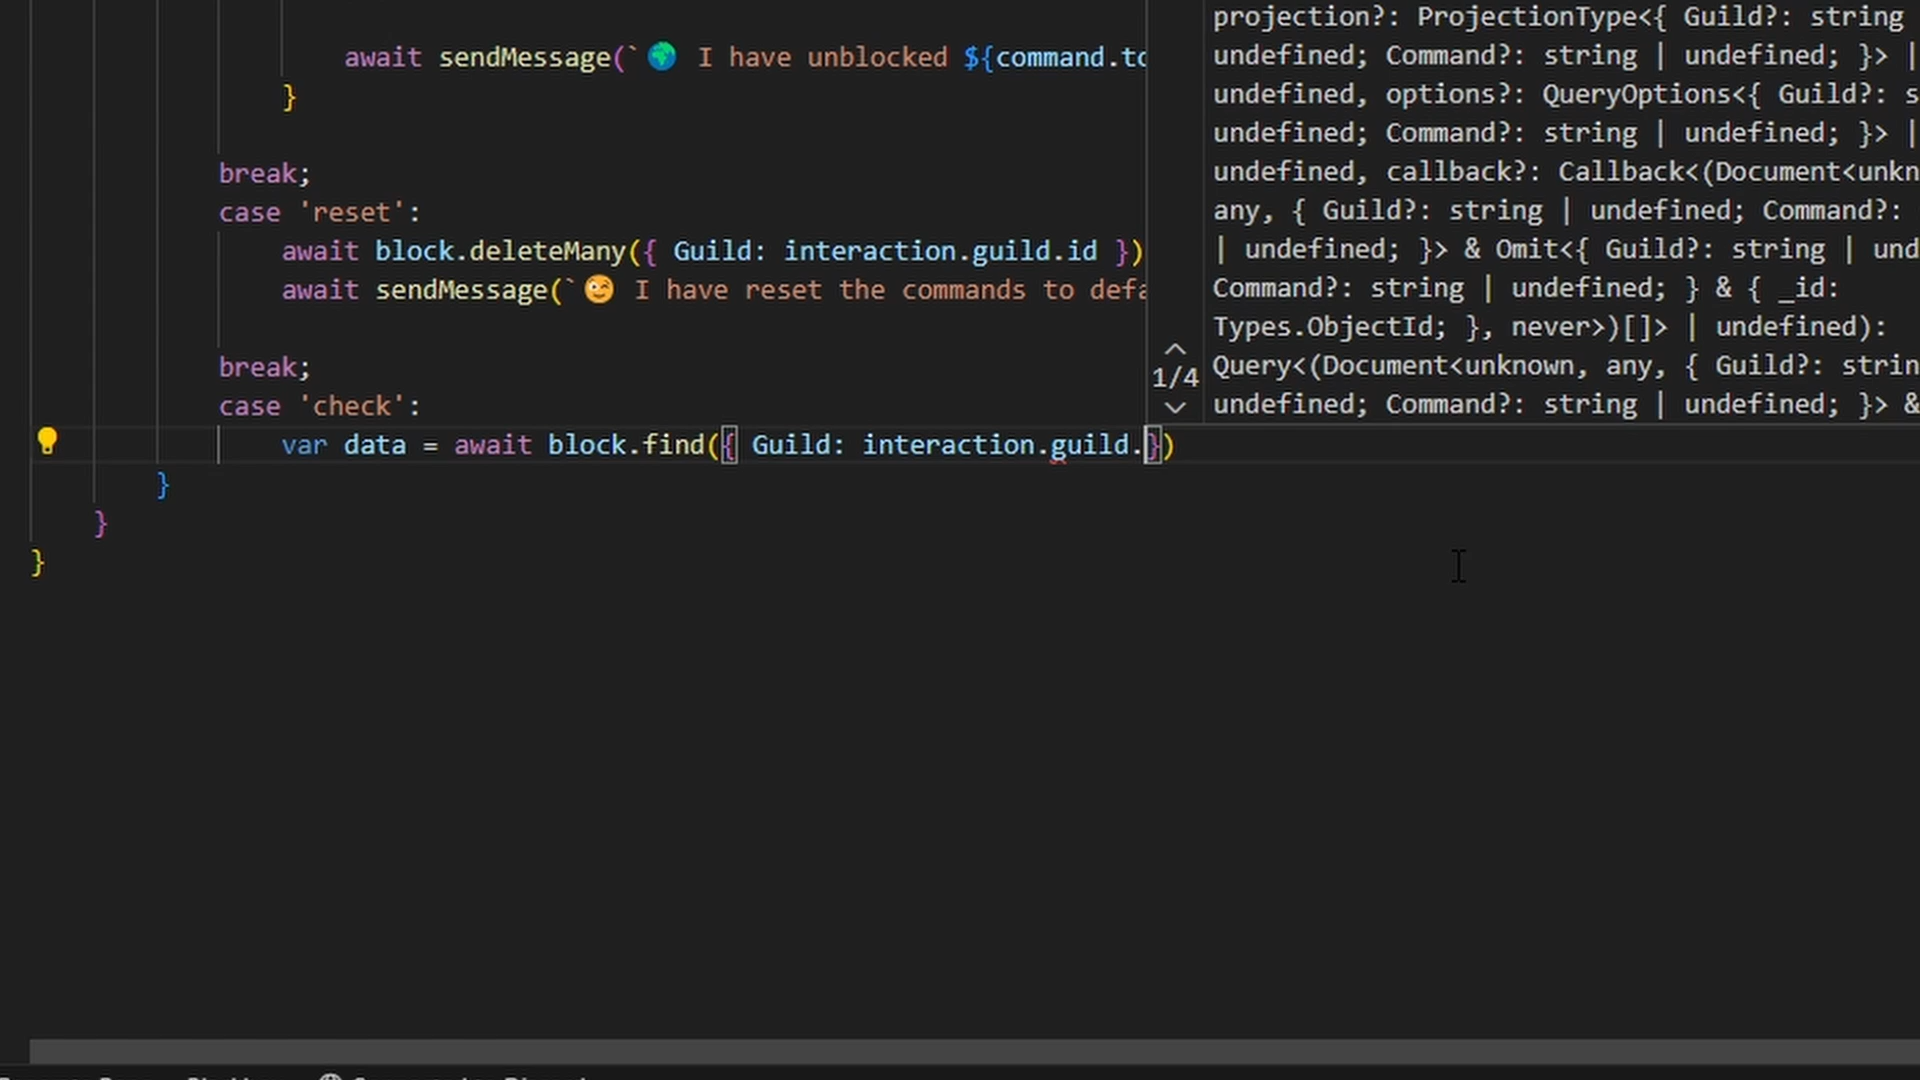 await sendMessage(`🌍 I have unblocked ${command.to
}
break;
case 'reset':
await block.deleteMany({ Guild: interaction.guild.id })
await sendMessage(`😉 I have reset the commands to defa
break;
case 'check':
var data = await block.find({ Guild: interaction.guild.})
}
}
}
projection?: ProjectionType<{ Guild?: string
undefined; Command?: string | undefined; }> |
undefined, options?: QueryOptions<{ Guild?: s
undefined; Command?: string | undefined; }> |
undefined, callback?: Callback<(Document<unkn
any, { Guild?: string | undefined; Command?:
| undefined; }> & Omit<{ Guild?: string | und
Command?: string | undefined; } & { _id:
Types.ObjectId; }, never>)[]> | undefined):
Query<(Document<unknown, any, { Guild?: strin
undefined; Command?: string | undefined; }> &
1/4